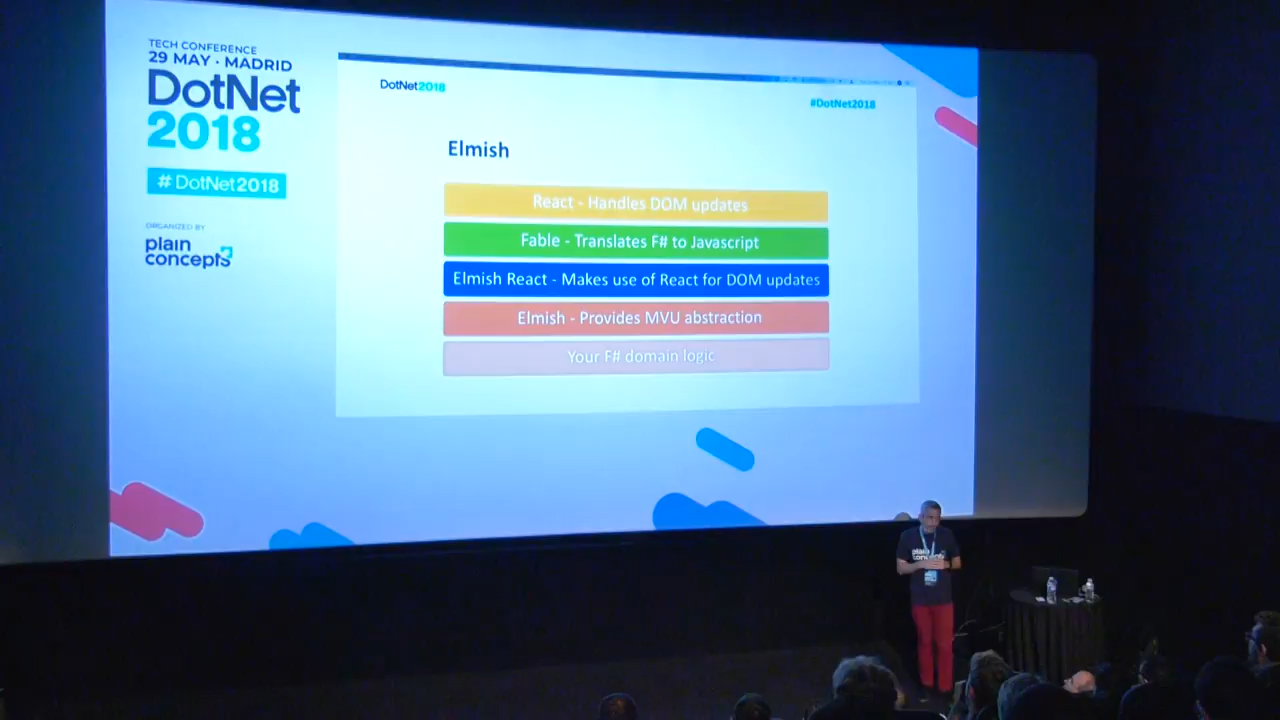 TECH CONFERENCE
29 MAY · MADRID
DotNet
2018
# DotNet2018
ORGANIZED BY
plain
concepts
DotNet2018
#DotNet2018
Elmish
React - Handles DOM updates
Fable - Translates F# to Javascript
Elmish React - Makes use of React for DOM updates
Elmish - Provides MVU abstraction
Your F# domain logic
plain
concepts